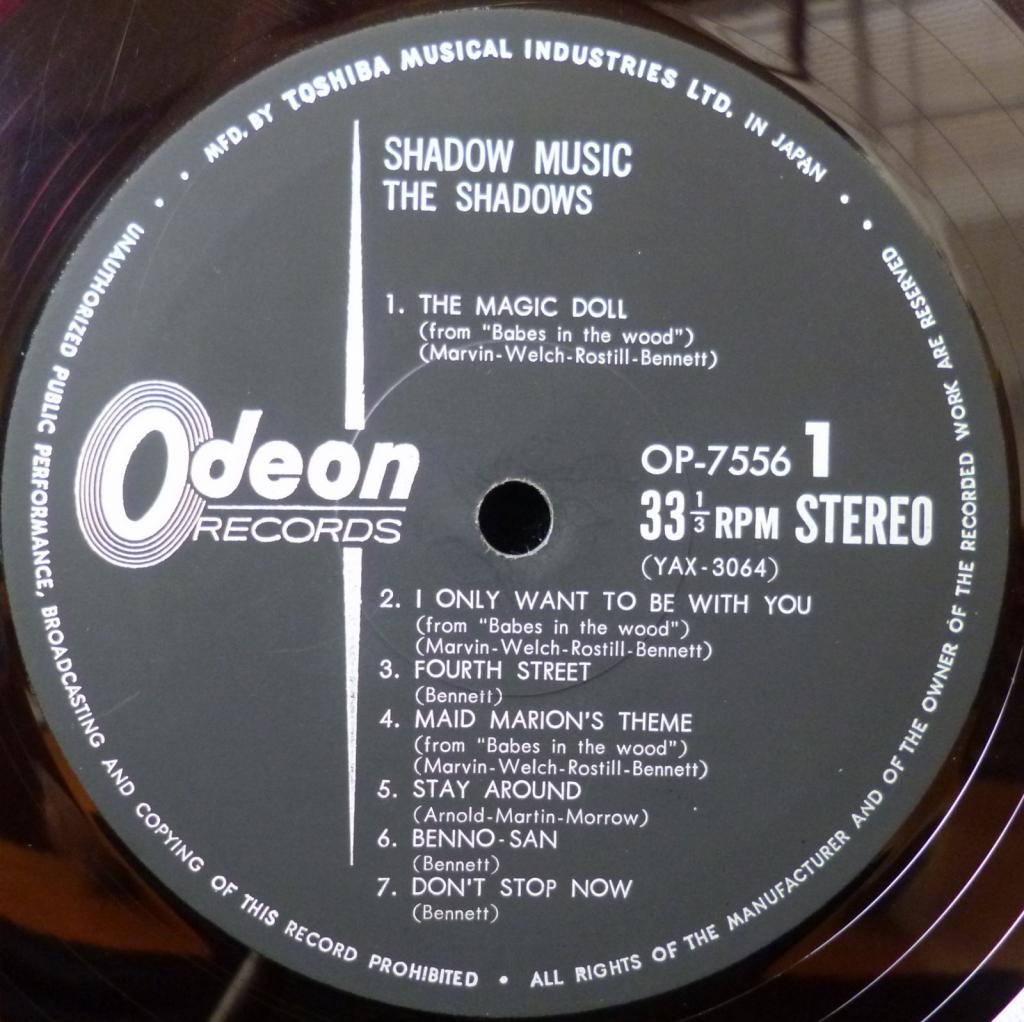 MFD. BY TOSHIBA MUSICAL INDUSTRIES LTD. IN JAPAN
SHADOW MUSIC
THE SHADOWS
1. THE MAGIC DOLL
(from "Babes in the wood")
(Marvin-Welch-Rostill-Bennett)
Odeon
RECORDS
OP-7556 1
33 1/3 RPM STEREO
(YAX-3064)
2. I ONLY WANT TO BE WITH YOU
(from "Babes in the wood")
(Marvin-Welch-Rostill-Bennett)
3. FOURTH STREET
(Bennett)
4. MAID MARION'S THEME
(from "Babes in the wood")
(Marvin-Welch-Rostill-Bennett)
5. STAY AROUND
(Arnold-Martin-Morrow)
6. BENNO-SAN
(Bennett)
7. DON'T STOP NOW
(Bennett)
UNAUTHORIZED PUBLIC PERFORMANCE, BROADCASTING AND COPYING OF THIS RECORD PROHIBITED • ALL RIGHTS OF THE MANUFACTURER AND OF THE OWNER OF THE RECORDED WORK ARE RESERVED